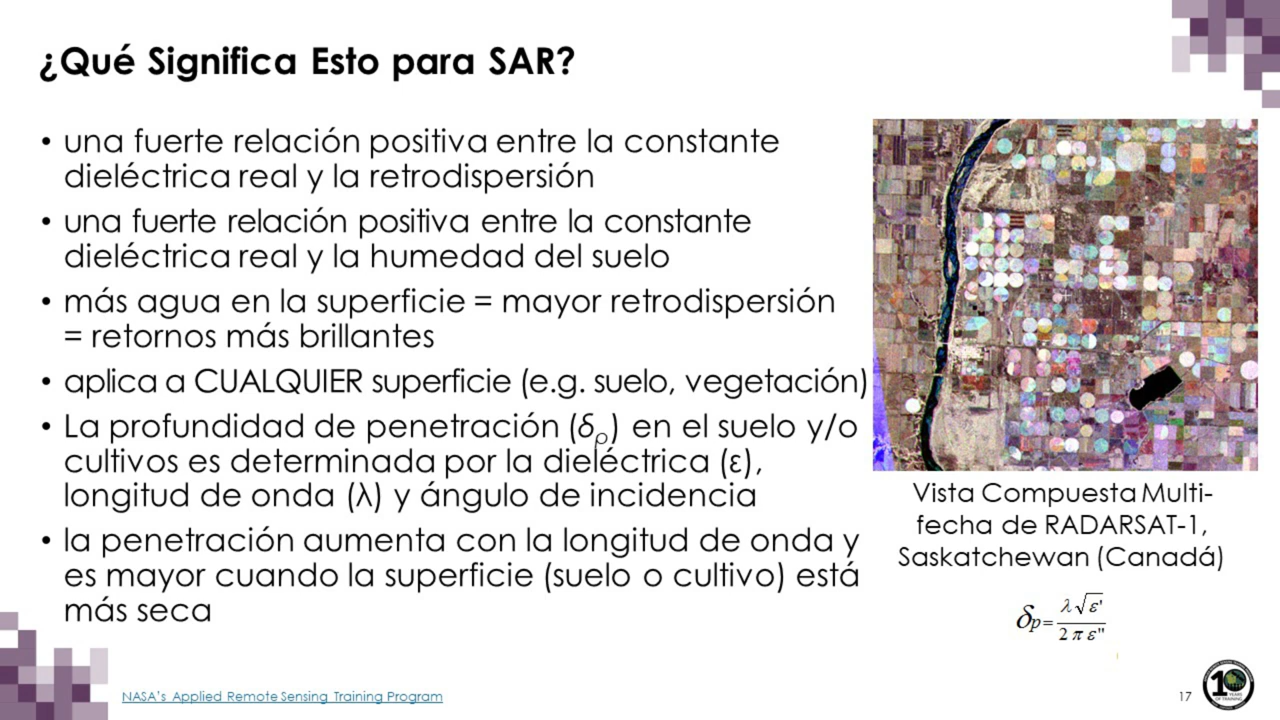 ¿Qué Significa Esto para SAR?
• una fuerte relación positiva entre la constante
dieléctrica real y la retrodispersión
• una fuerte relación positiva entre la constante
dieléctrica real y la humedad del suelo
• más agua en la superficie = mayor retrodispersión
= retornos más brillantes
• aplica a CUALQUIER superficie (e.g. suelo, vegetación)
• La profundidad de penetración (δρ) en el suelo y/o
cultivos es determinada por la dieléctrica (ε),
longitud de onda (λ) y ángulo de incidencia
• la penetración aumenta con la longitud de onda y
es mayor cuando la superficie (suelo o cultivo) está
más seca
Vista Compuesta Multi-
fecha de RADARSAT-1,
Saskatchewan (Canadá)
δp = λ√ε' / 2πε"
NASA's Applied Remote Sensing Training Program
17
10
YEARS
OF TRAINING